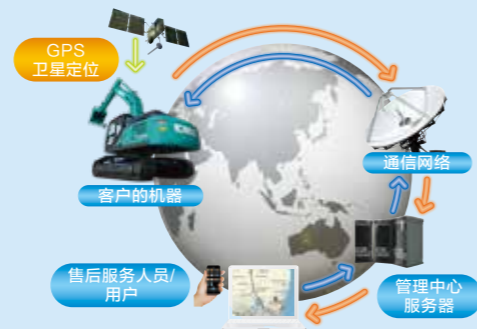 GPS
卫星定位
通信网络
客户的机器
售后服务人员/
用户
管理中心
服务器